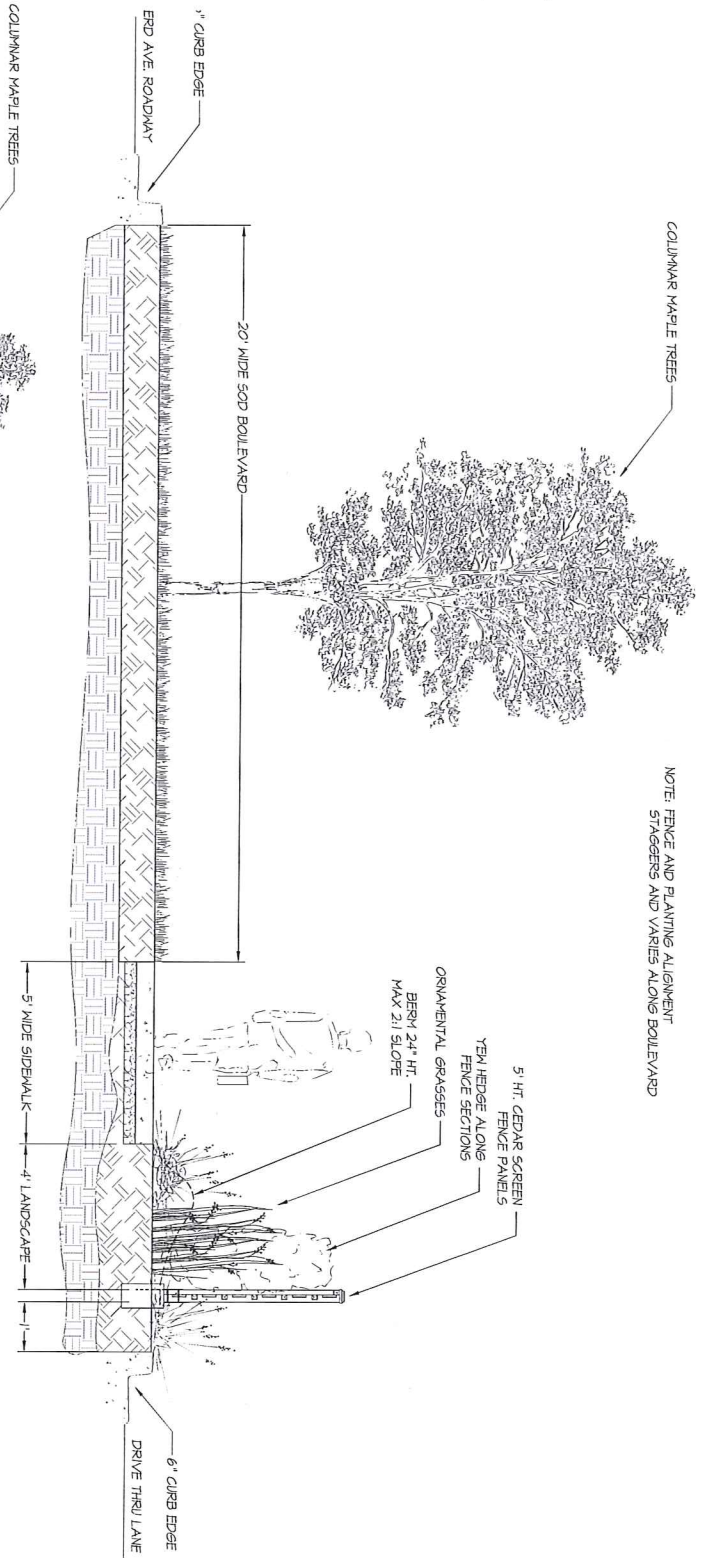 COLUMNAR MAPLE TREES
NOTE: FENCE AND PLANTING ALIGNMENT
STAGGERS AND VARIES ALONG BOULEVARD
5' HT. CEDAR SCREEN
FENCE PANELS
YEW HEDGE ALONG
FENCE SECTIONS
ORNAMENTAL GRASSES
BERM 24" HT.
MAX 2:1 SLOPE
20' WIDE SOD BOULEVARD
" CURB EDGE
ERD AVE. ROADWAY
6" CURB EDGE
DRIVE THRU LANE
5' WIDE SIDEWALK
4' LANDSCAPE
1'
COLUMNAR MAPLE TREES